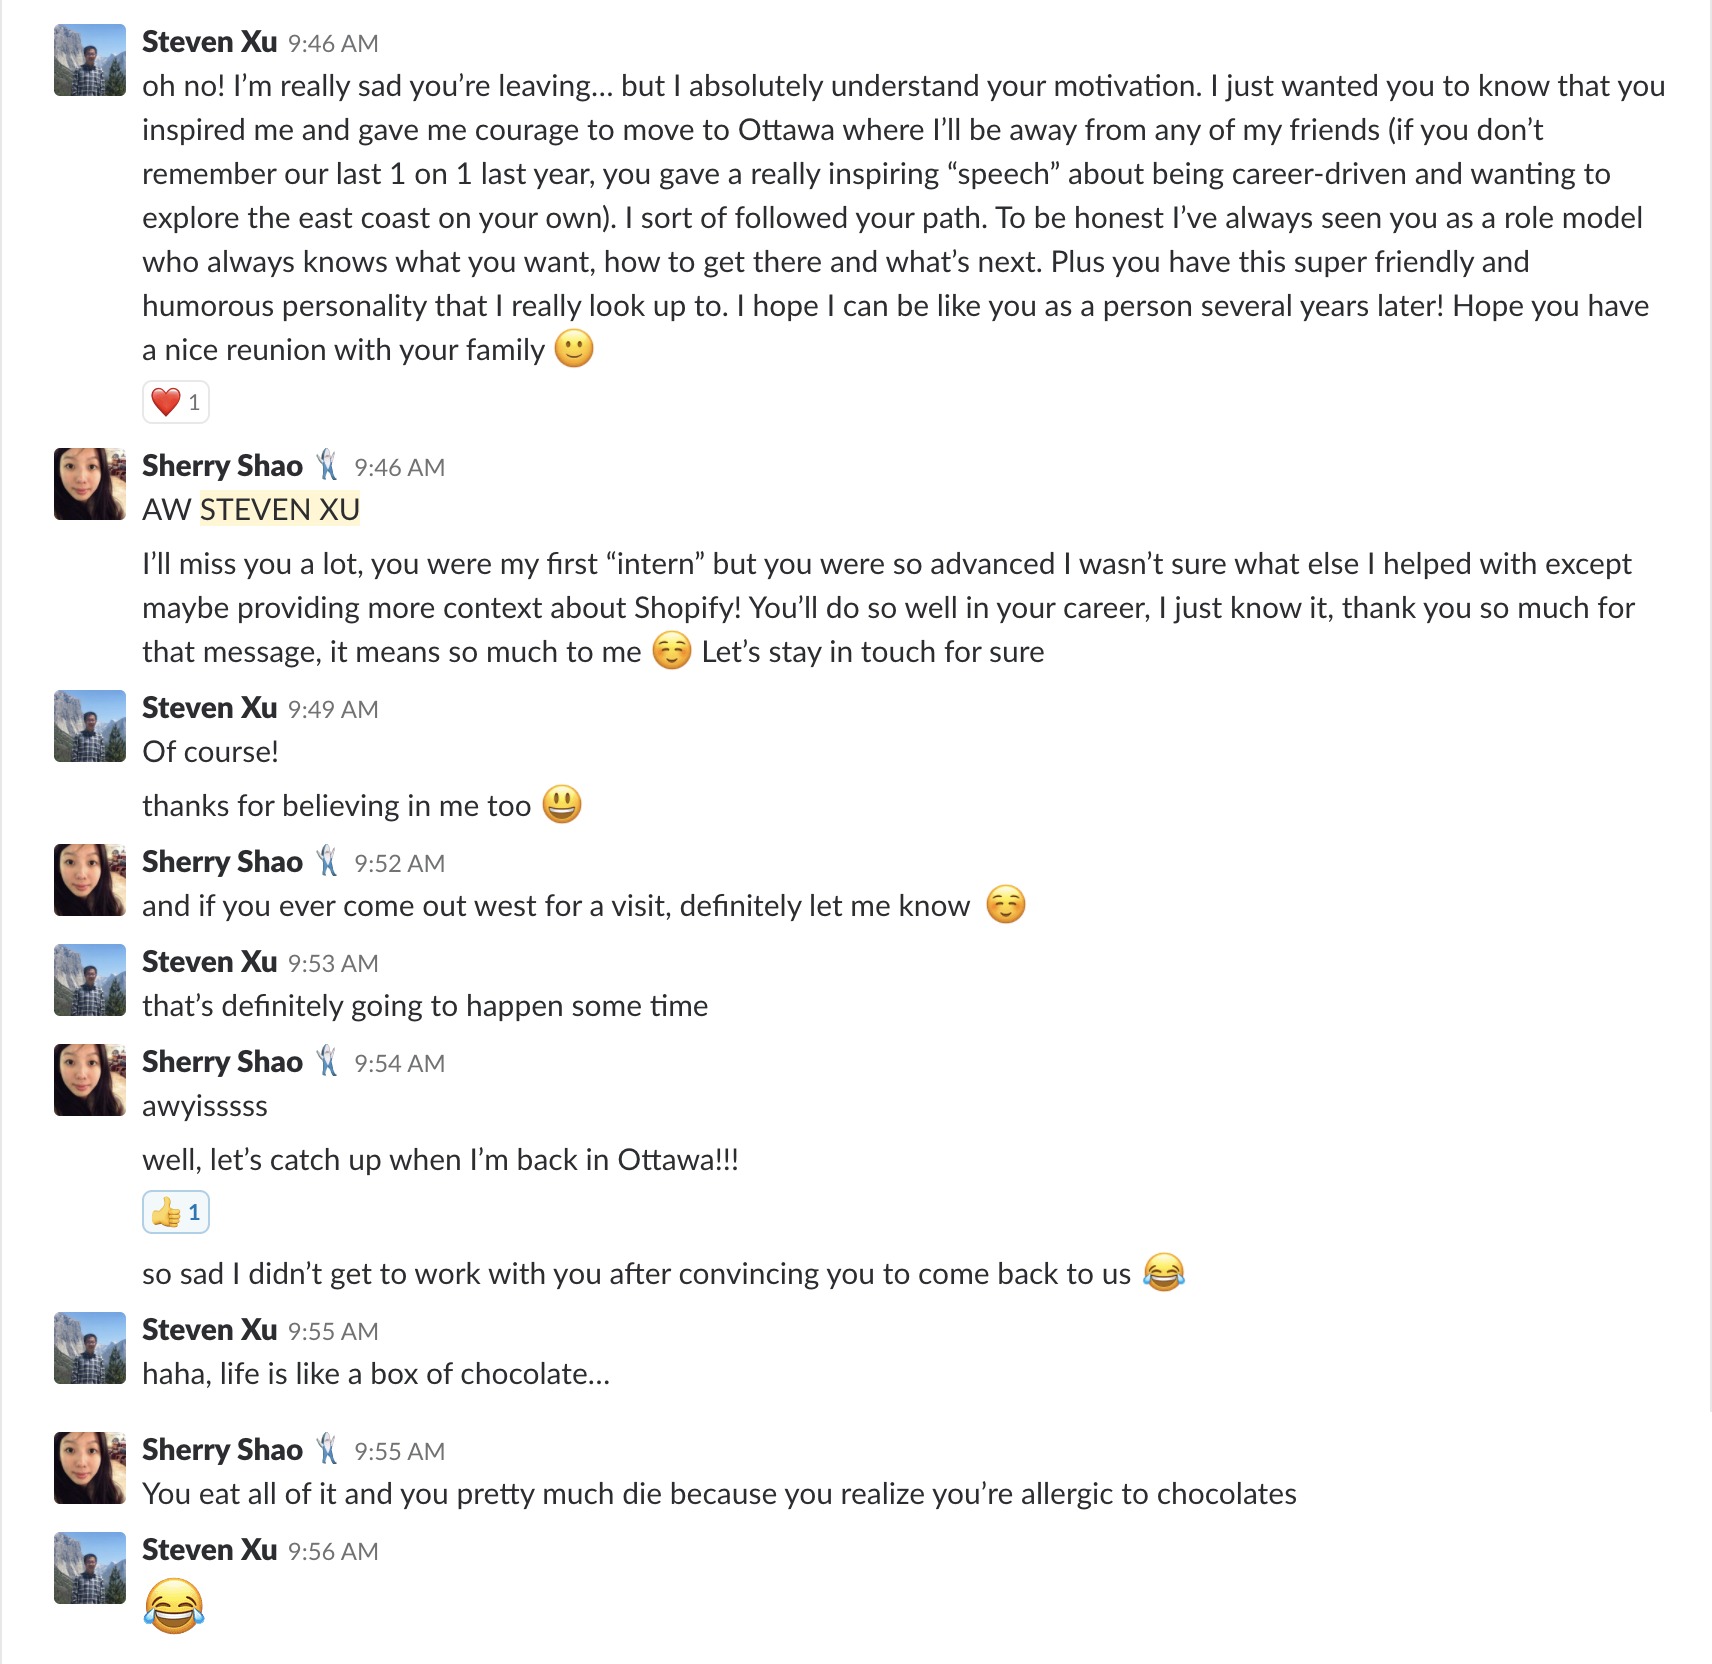 Steven Xu 9:46 AM
oh no! I’m really sad you’re leaving... but I absolutely understand your motivation. I just wanted you to know that you
inspired me and gave me courage to move to Ottawa where I’ll be away from any of my friends (if you don’t
remember our last 1 on 1 last year, you gave a really inspiring “speech” about being career-driven and wanting to
explore the east coast on your own). I sort of followed your path. To be honest I’ve always seen you as a role model
who always knows what you want, how to get there and what’s next. Plus you have this super friendly and
humorous personality that I really look up to. I hope I can be like you as a person several years later! Hope you have
a nice reunion with your family 🙂
❤️ 1
Sherry Shao 9:46 AM
AW STEVEN XU
I’ll miss you a lot, you were my first “intern” but you were so advanced I wasn’t sure what else I helped with except
maybe providing more context about Shopify! You’ll do so well in your career, I just know it, thank you so much for
that message, it means so much to me ☺️ Let’s stay in touch for sure
Steven Xu 9:49 AM
Of course!
thanks for believing in me too 😃
Sherry Shao 9:52 AM
and if you ever come out west for a visit, definitely let me know ☺️
Steven Xu 9:53 AM
that’s definitely going to happen some time
Sherry Shao 9:54 AM
awyisssss
well, let’s catch up when I’m back in Ottawa!!!
👍 1
so sad I didn’t get to work with you after convincing you to come back to us 😂
Steven Xu 9:55 AM
haha, life is like a box of chocolate...
Sherry Shao 9:55 AM
You eat all of it and you pretty much die because you realize you’re allergic to chocolates
Steven Xu 9:56 AM
😂